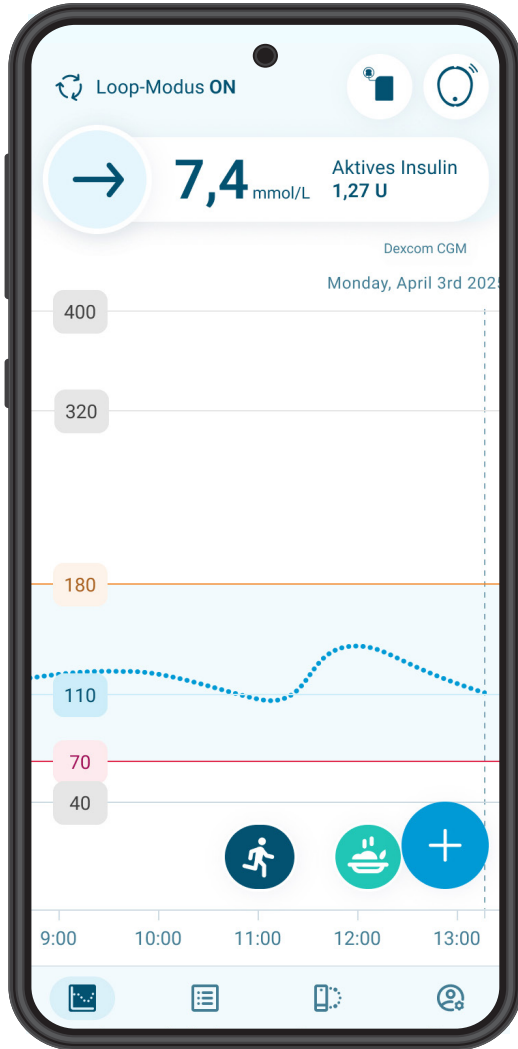 Loop-Modus ON
7,4 mmol/L
Aktives Insulin
1,27 U
Dexcom CGM
Monday, April 3rd 2025
400
320
180
110
70
40
9:00 10:00 11:00 12:00 13:00